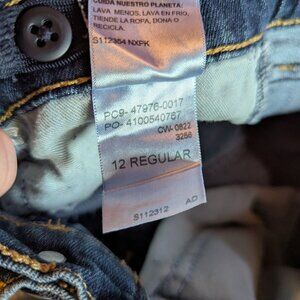 CUIDA NUESTRO PLANETA:
LAVA MENOS, LAVA EN FRIO,
TIENDE LA ROPA, DONA O
RECICLA.
S112354 NXPK
PC9- 47976-0017
PO- 4100540767
CW-0822
3256
12 REGULAR
S112312 AD